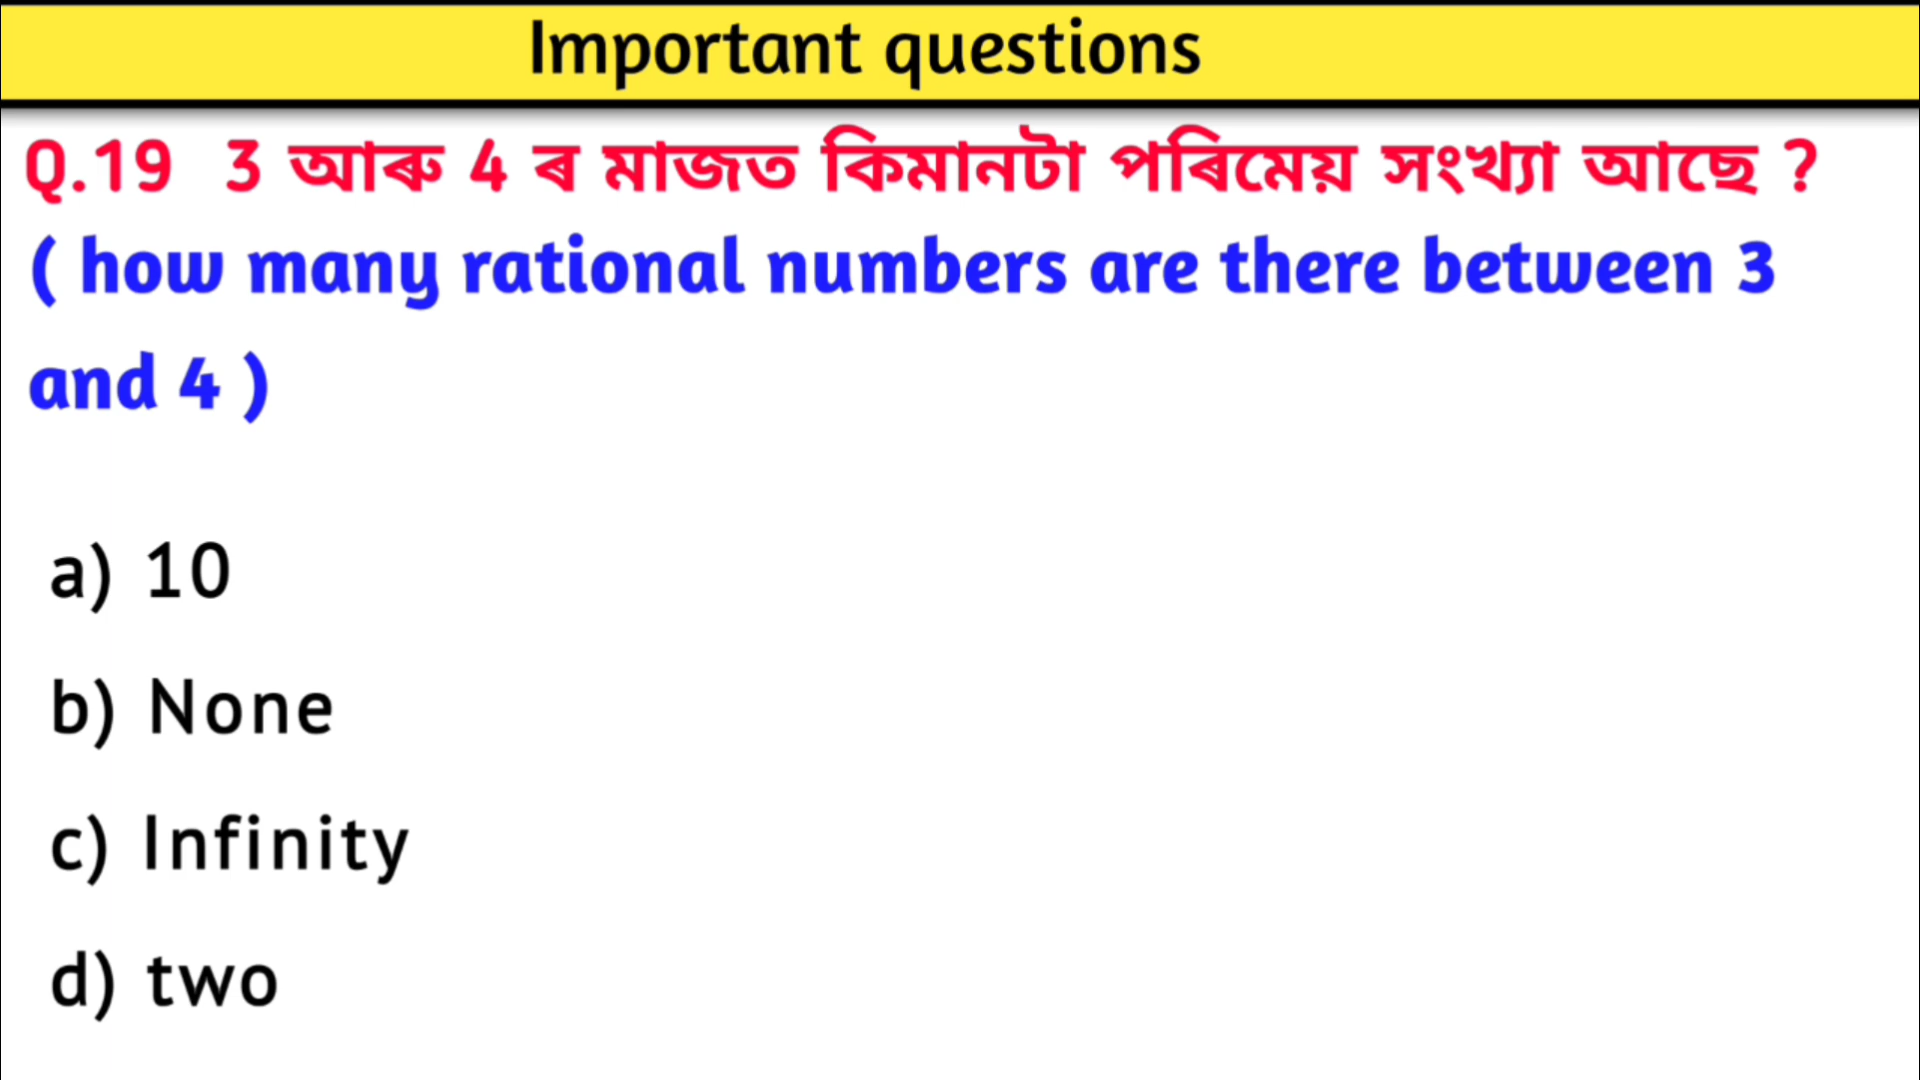 Important questions
Q.19 3 আৰু 4 ৰ মাজত কিমানটা পৰিমেয় সংখ্যা আছে ?
( how many rational numbers are there between 3
and 4 )
a) 10
b) None
c) Infinity
d) two